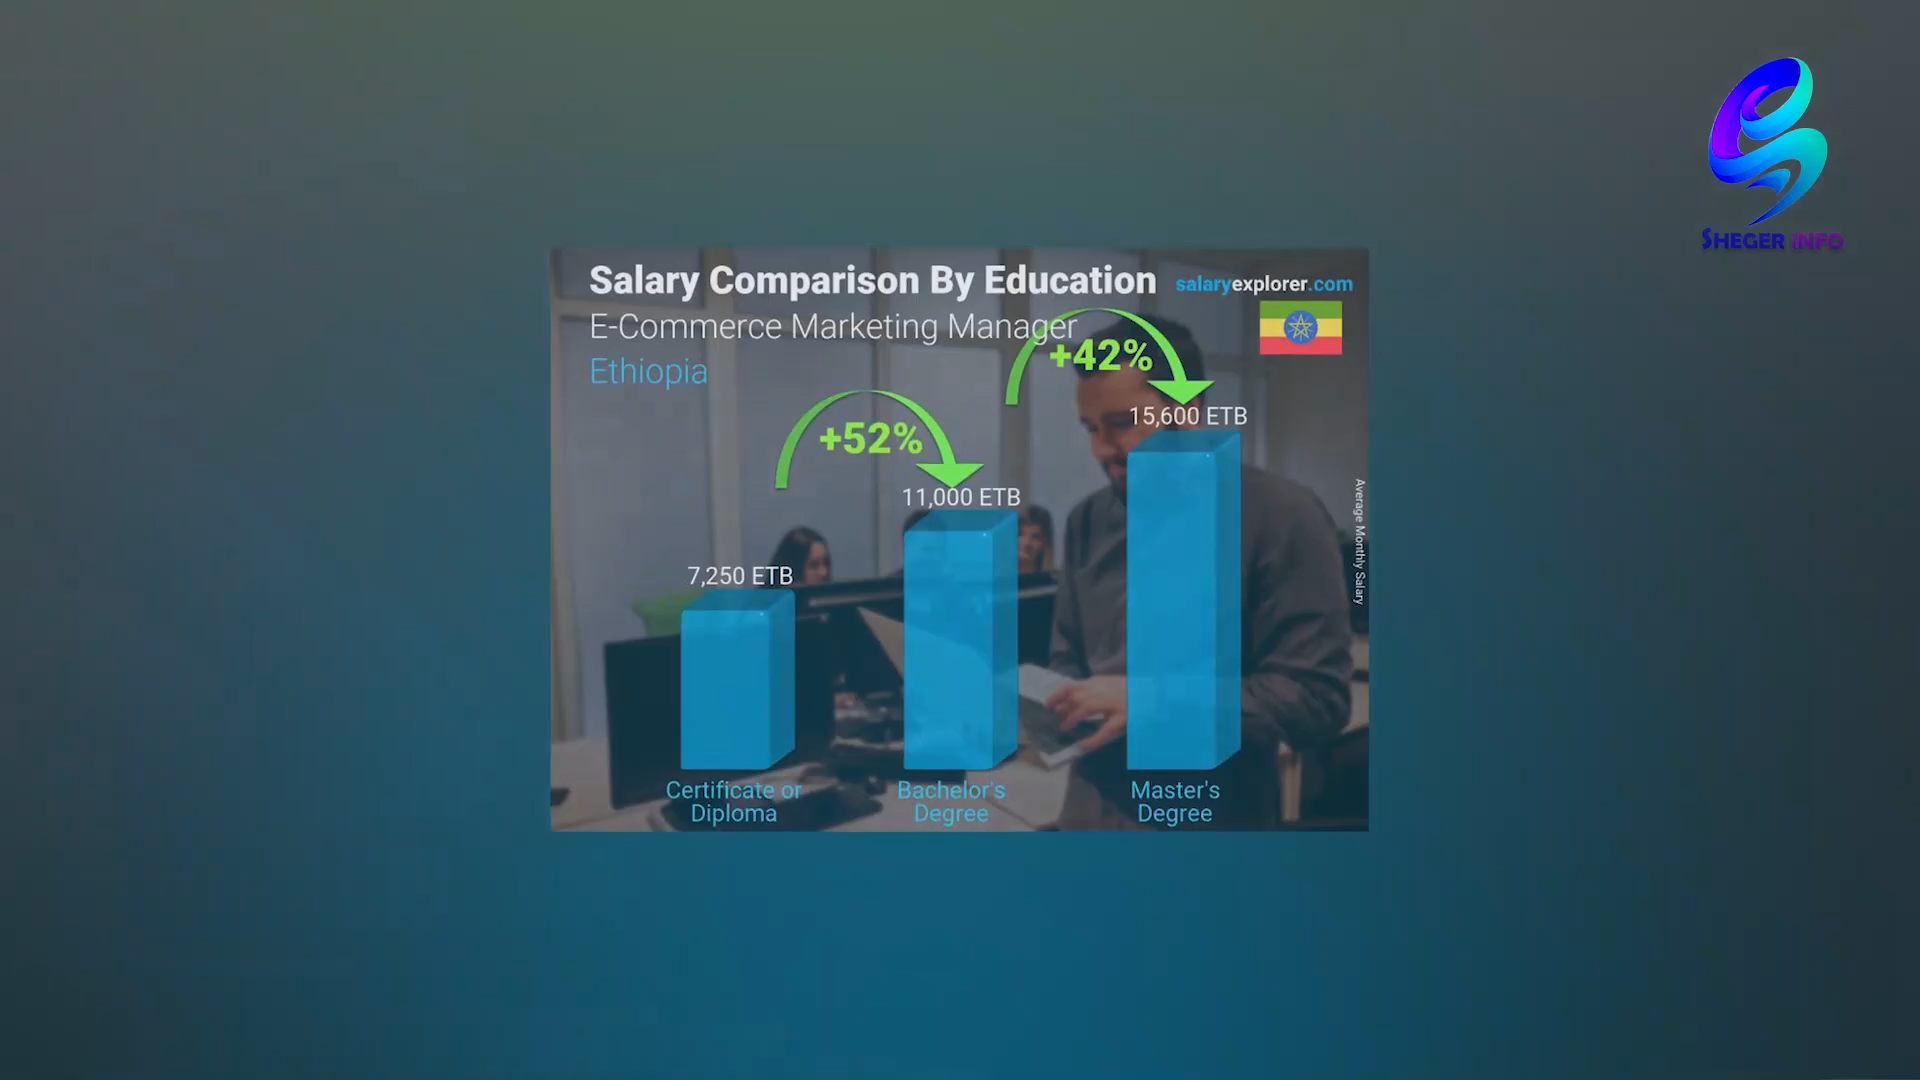 SHEGER INFO
Salary Comparison By Education
salaryexplorer.com
E-Commerce Marketing Manager
Ethiopia
+42%
15,600 ETB
+52%
11,000 ETB
7,250 ETB
Average Monthly Salary
Certificate or
Diploma
Bachelor's
Degree
Master's
Degree